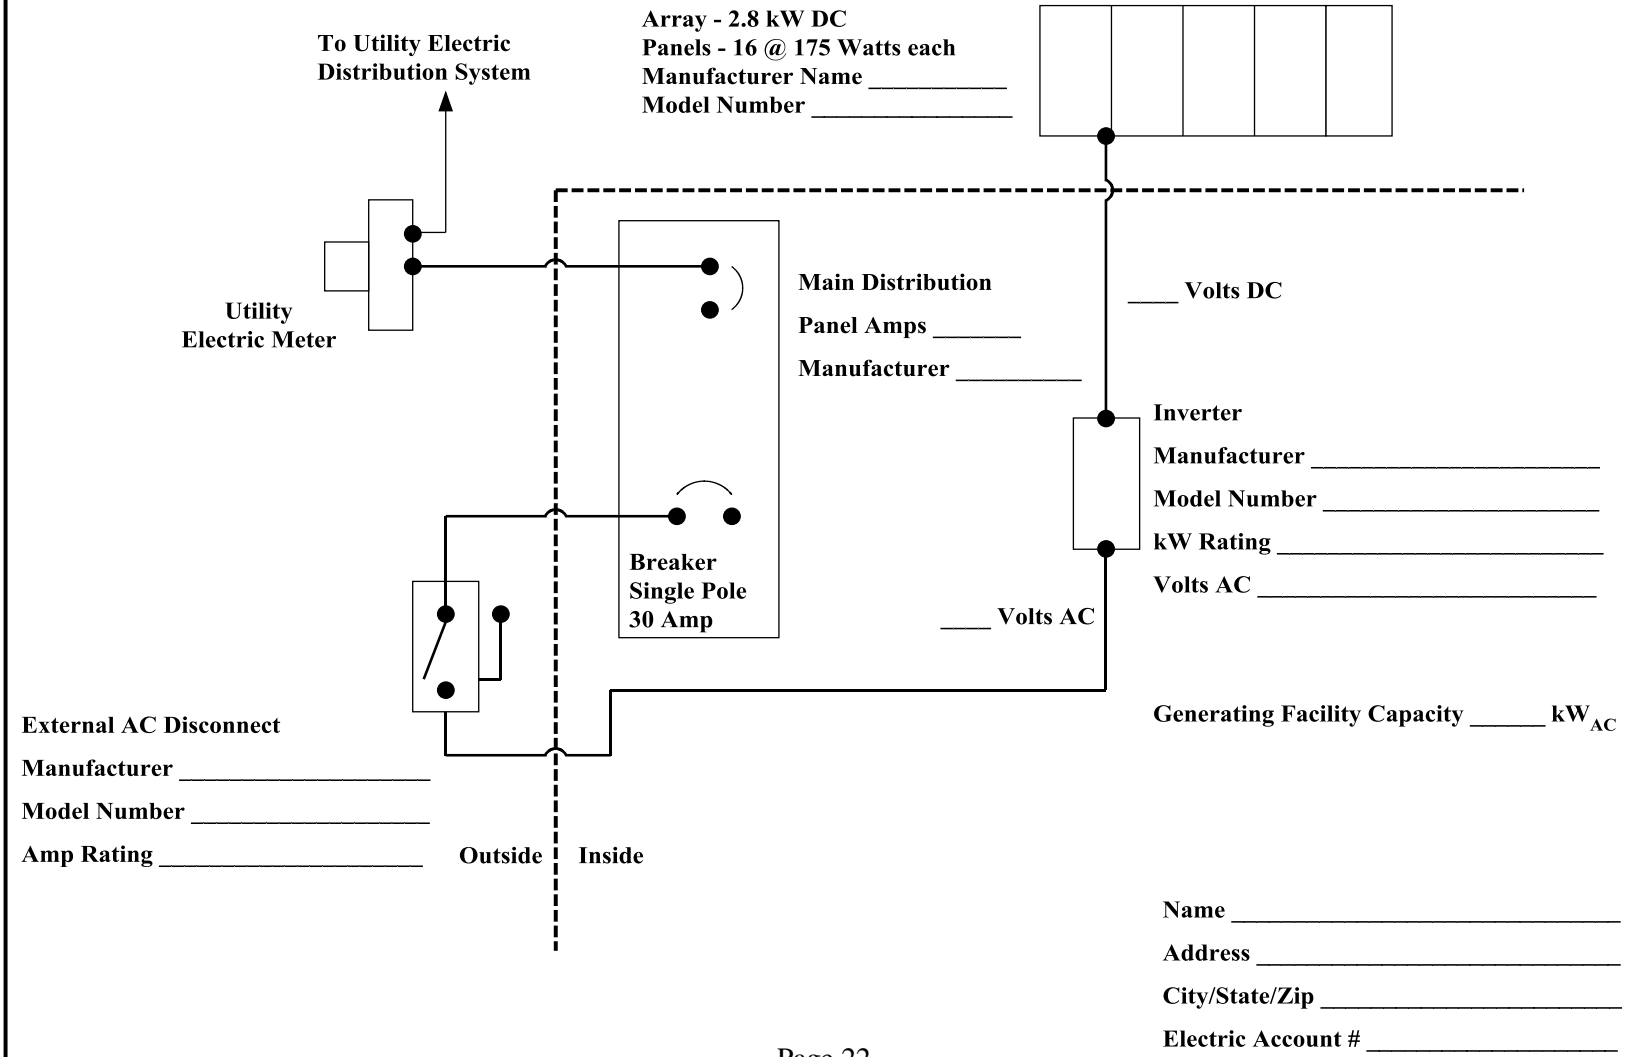 Array - 2.8 kW DC
Panels - 16 @ 175 Watts each
Manufacturer Name ___________
Model Number ________________
To Utility Electric
Distribution System
Utility
Electric Meter
Main Distribution
Panel Amps _______
Manufacturer __________
____ Volts DC
Inverter
Manufacturer _______________________
Model Number ______________________
kW Rating __________________________
Volts AC ___________________________
Breaker
Single Pole
30 Amp
____ Volts AC
Generating Facility Capacity ______ kWAC
External AC Disconnect
Manufacturer ____________________
Model Number ___________________
Amp Rating _____________________
Outside
Inside
Name _______________________________
Address _____________________________
City/State/Zip ________________________
Electric Account # ____________________
Page 22